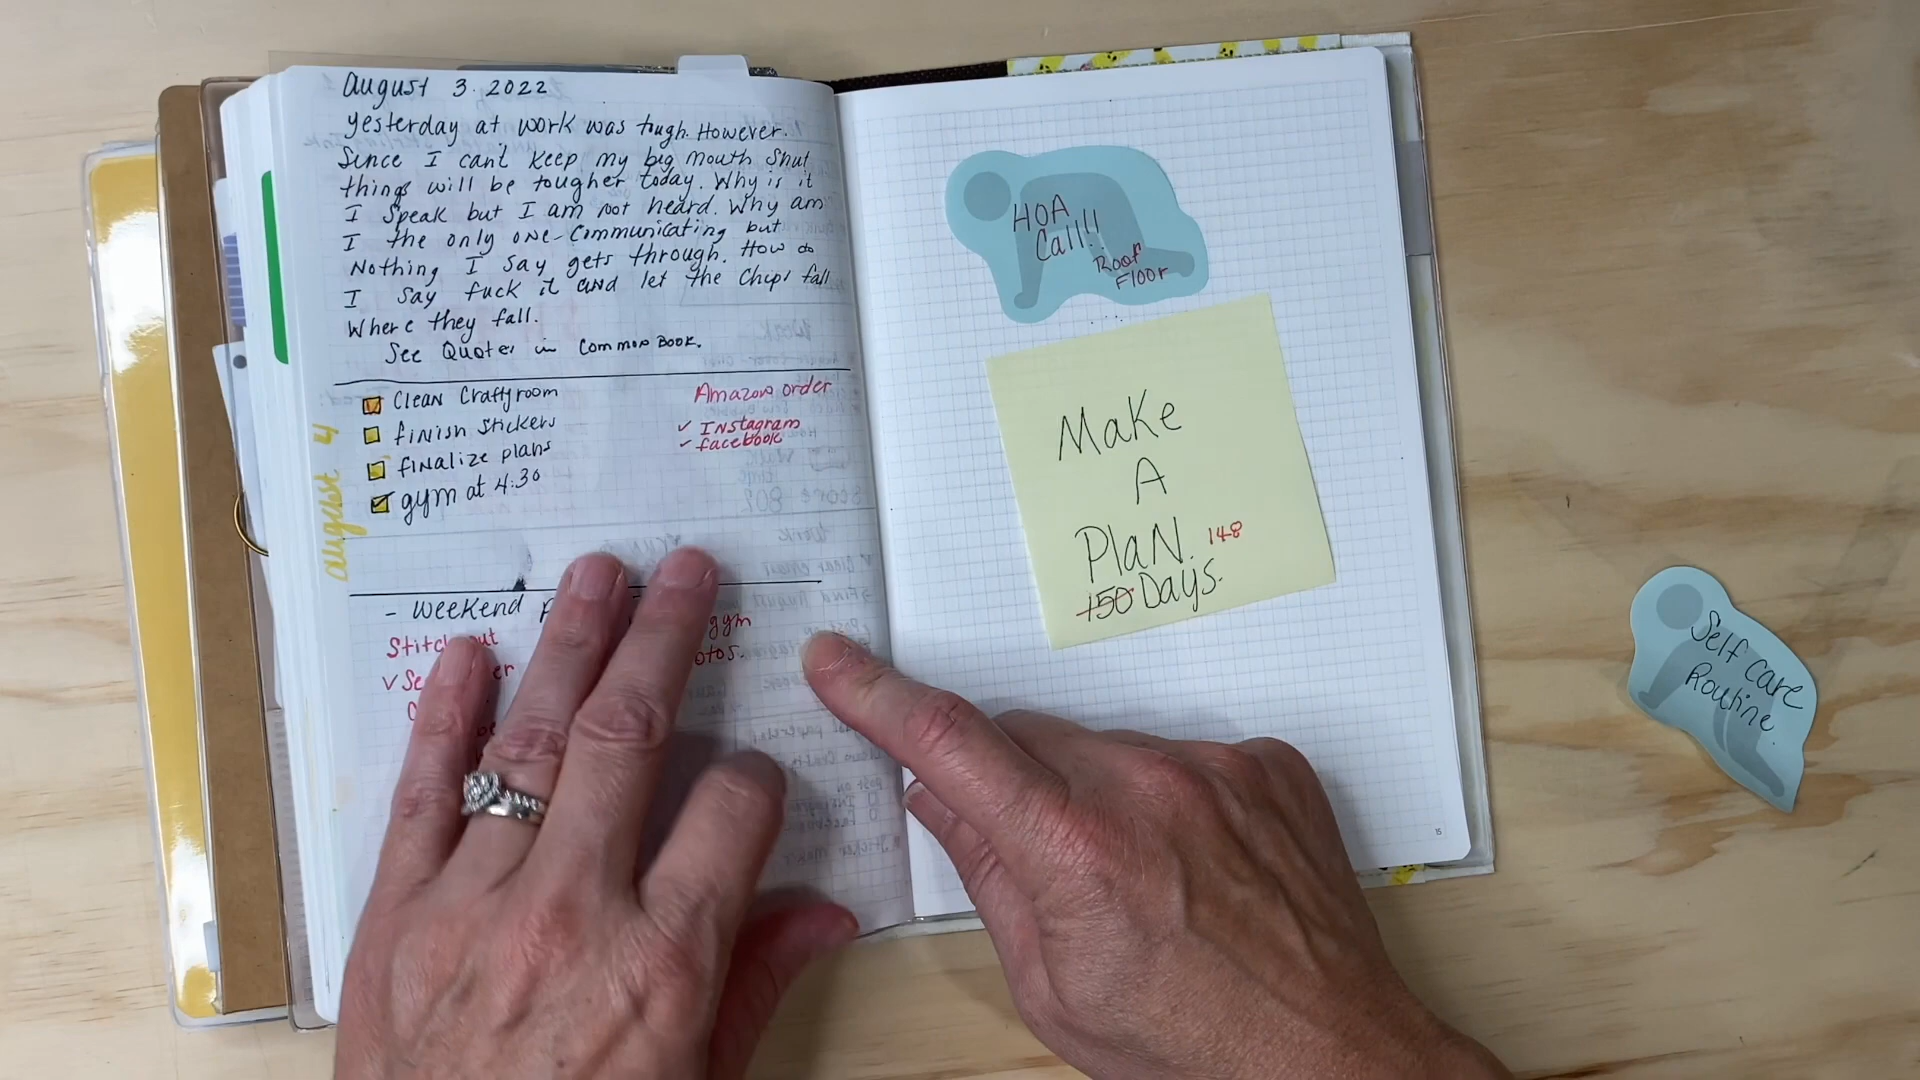 August 3. 2022
yesterday at work was tough. However.
Since I can't keep my big mouth shut
things will be tougher today. Why is it
I speak but I am not heard. Why am
I the only one communicating but
Nothing I say gets through. How do
I say fuck it and let the chips fall
Where they fall.
See Quotes in Common Book.
Clean Craftyroom
finish stickers
finalize plans
gym at 4:30
Amazon order
✓ Instagram
✓ facebook
august 4
- weekend
gym
HOA
Call!!
Roof
Floor
Make
A
Plan.
148
150 Days.
15
Self Care
Routine.